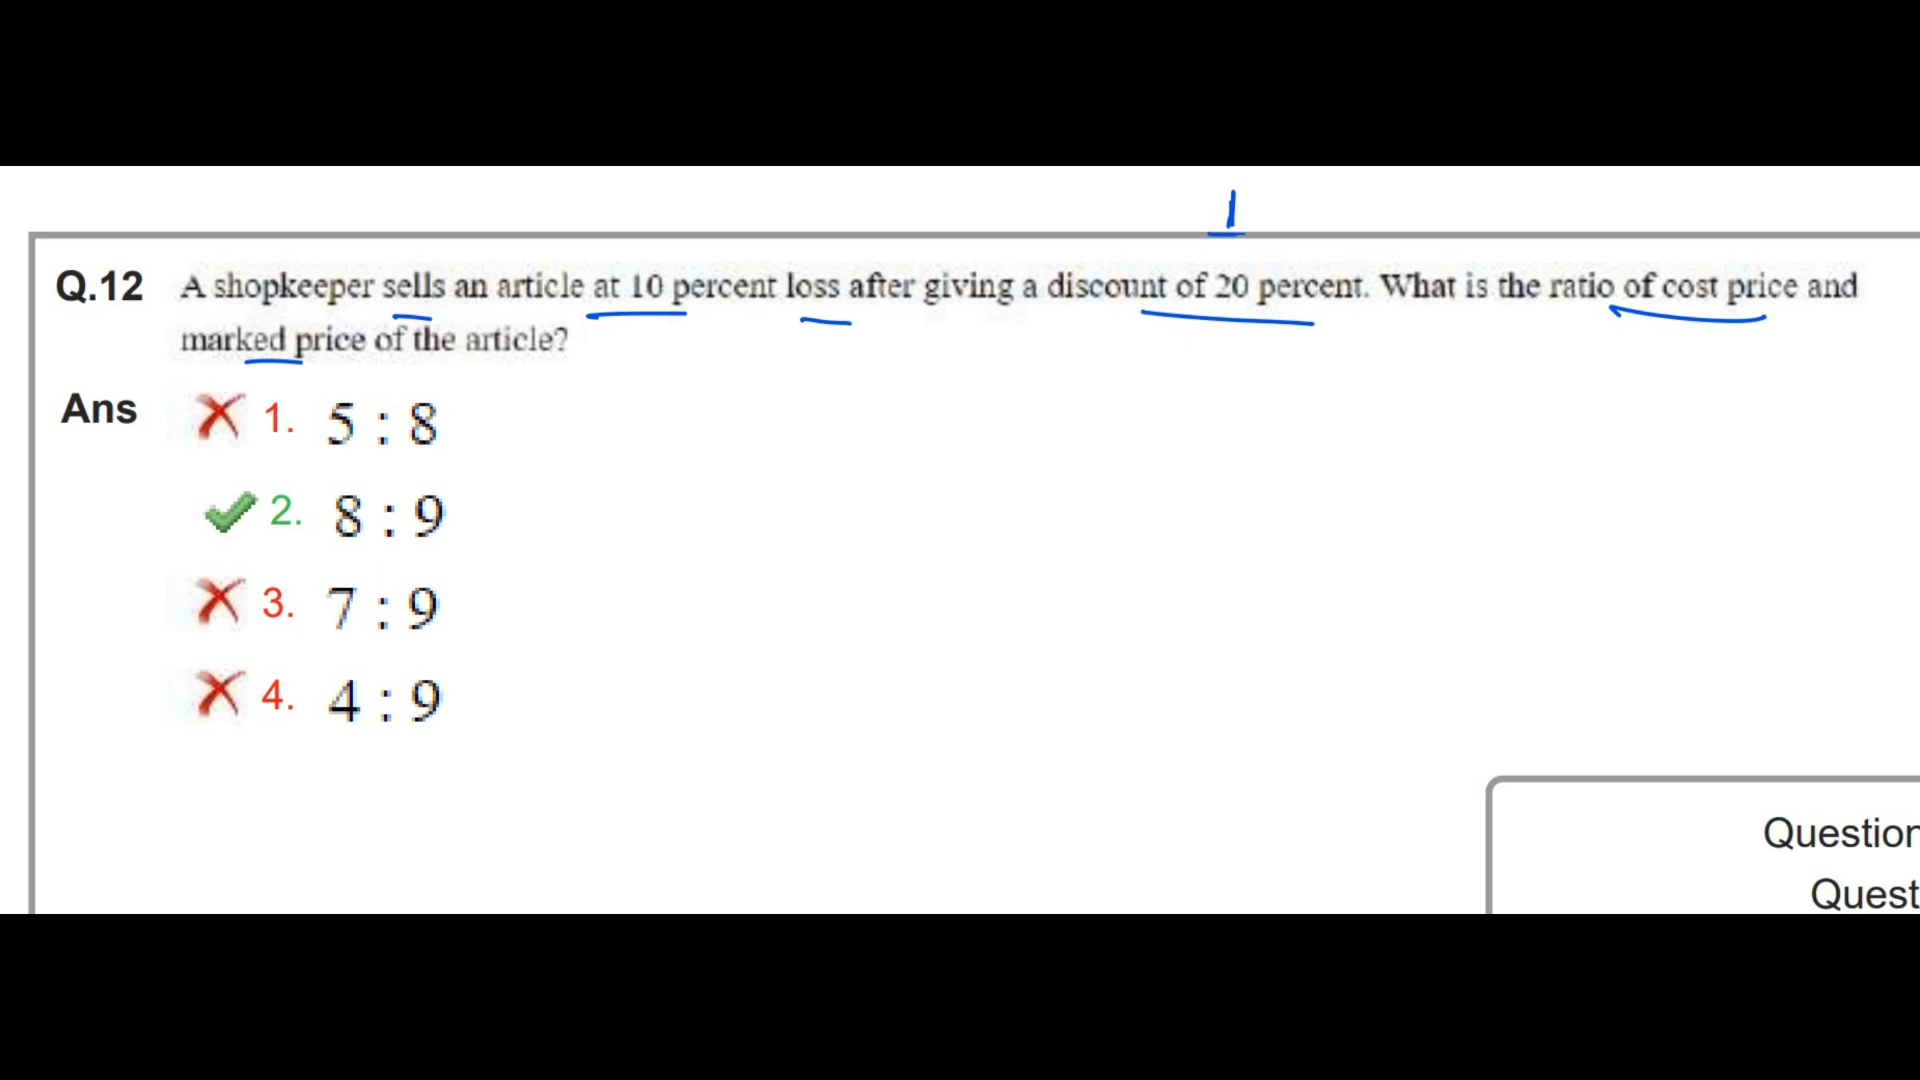 1
Q.12 A shopkeeper sells an article at 10 percent loss after giving a discount of 20 percent. What is the ratio of cost price and
marked price of the article?
Ans 1. 5 : 8
2. 8 : 9
3. 7 : 9
4. 4 : 9
Question
Quest